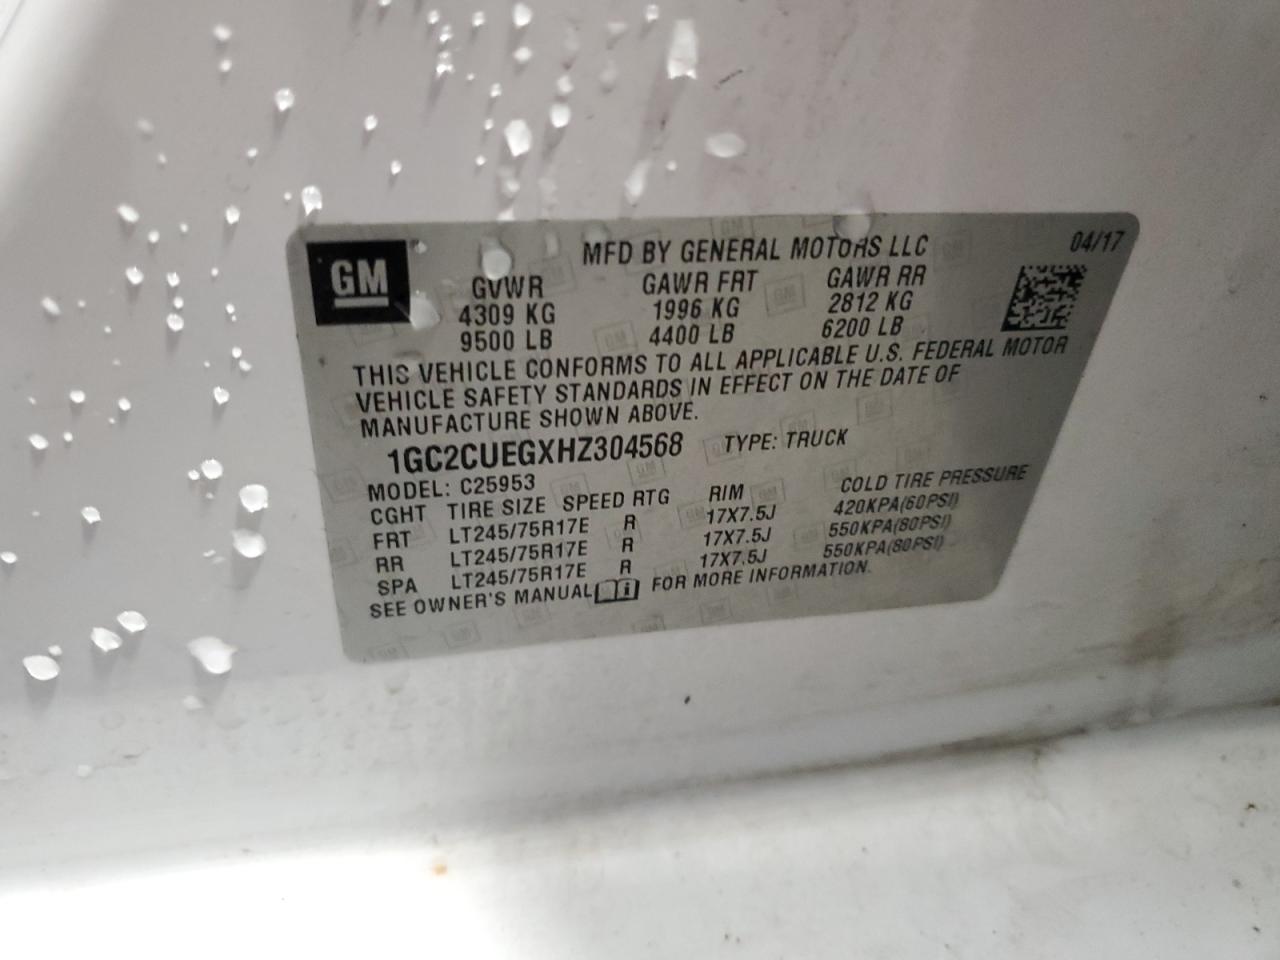 GM
MFD BY GENERAL MOTORS LLC 04/17
GVWR GAWR FRT GAWR RR
4309 KG 1996 KG 2812 KG
9500 LB 4400 LB 6200 LB
THIS VEHICLE CONFORMS TO ALL APPLICABLE U.S. FEDERAL MOTOR
VEHICLE SAFETY STANDARDS IN EFFECT ON THE DATE OF
MANUFACTURE SHOWN ABOVE.
1GC2CUEGXHZ304568 TYPE: TRUCK
MODEL: C25953
CGHT TIRE SIZE SPEED RTG RIM COLD TIRE PRESSURE
FRT LT245/75R17E R 17X7.5J 420KPA(60PSI)
RR LT245/75R17E R 17X7.5J 550KPA(80PSI)
SPA LT245/75R17E R 17X7.5J 550KPA(80PSI)
SEE OWNER'S MANUAL FOR MORE INFORMATION.